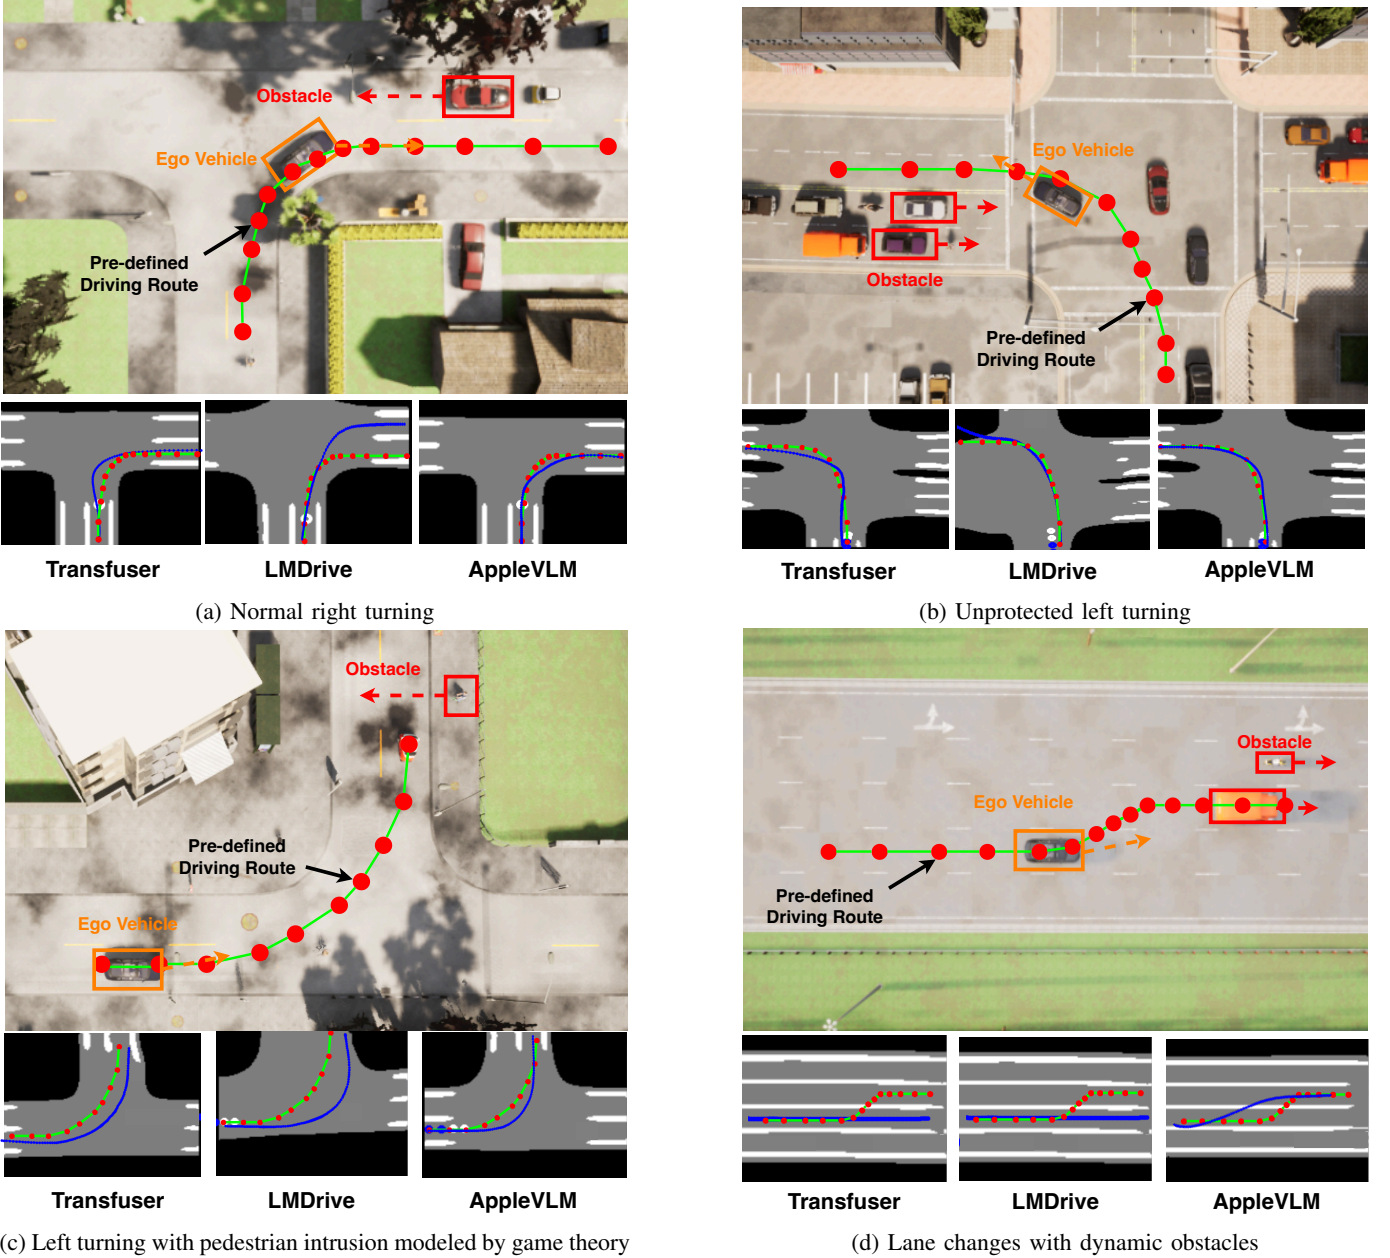 Obstacle
Ego Vehicle
Pre-defined
Driving Route
Transfuser
LMDrive
AppleVLM
(a) Normal right turning
Ego Vehicle
Obstacle
Pre-defined
Driving Route
Transfuser
LMDrive
AppleVLM
(b) Unprotected left turning
Obstacle
Pre-defined
Driving Route
Ego Vehicle
Transfuser
LMDrive
AppleVLM
(c) Left turning with pedestrian intrusion modeled by game theory
Obstacle
Ego Vehicle
Pre-defined
Driving Route
Transfuser
LMDrive
AppleVLM
(d) Lane changes with dynamic obstacles